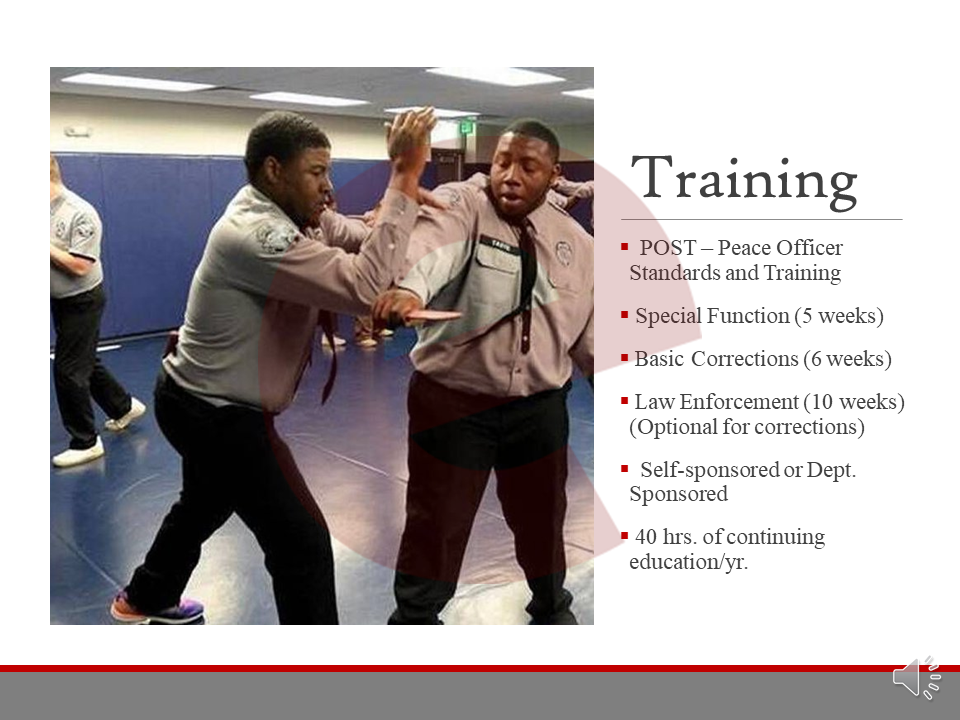 Training
▪ POST – Peace Officer
Standards and Training
▪ Special Function (5 weeks)
▪ Basic Corrections (6 weeks)
▪ Law Enforcement (10 weeks)
(Optional for corrections)
▪ Self-sponsored or Dept.
Sponsored
▪ 40 hrs. of continuing
education/yr.